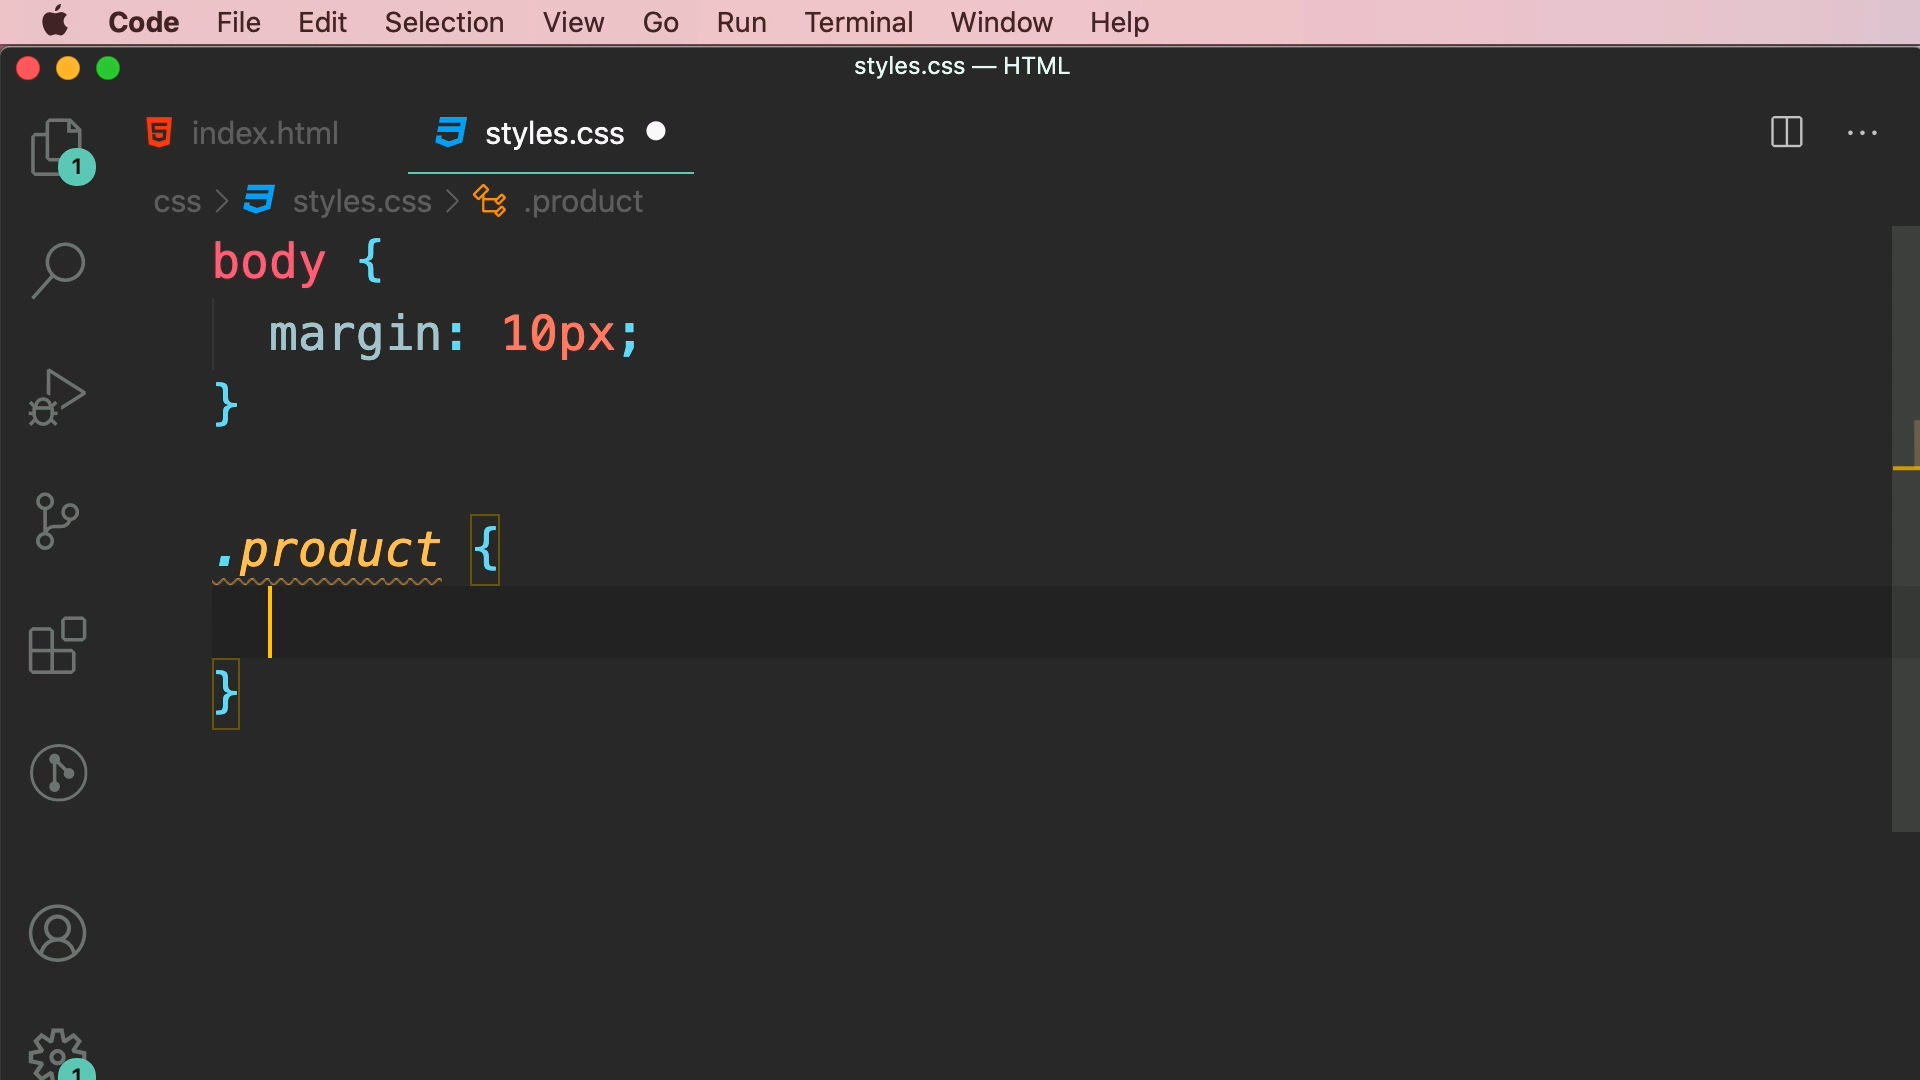 Code File Edit Selection View Go Run Terminal Window Help
styles.css — HTML
index.html styles.css
1
css > styles.css > .product
body {
margin: 10px;
}
.product {
}
1